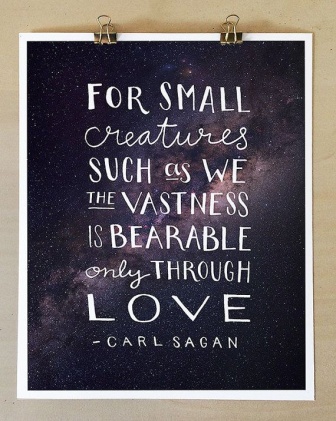 FOR SMALL
creatures
SUCH as WE
THE VASTNESS
IS BEARABLE
only THROUGH
LOVE
-CARL SAGAN